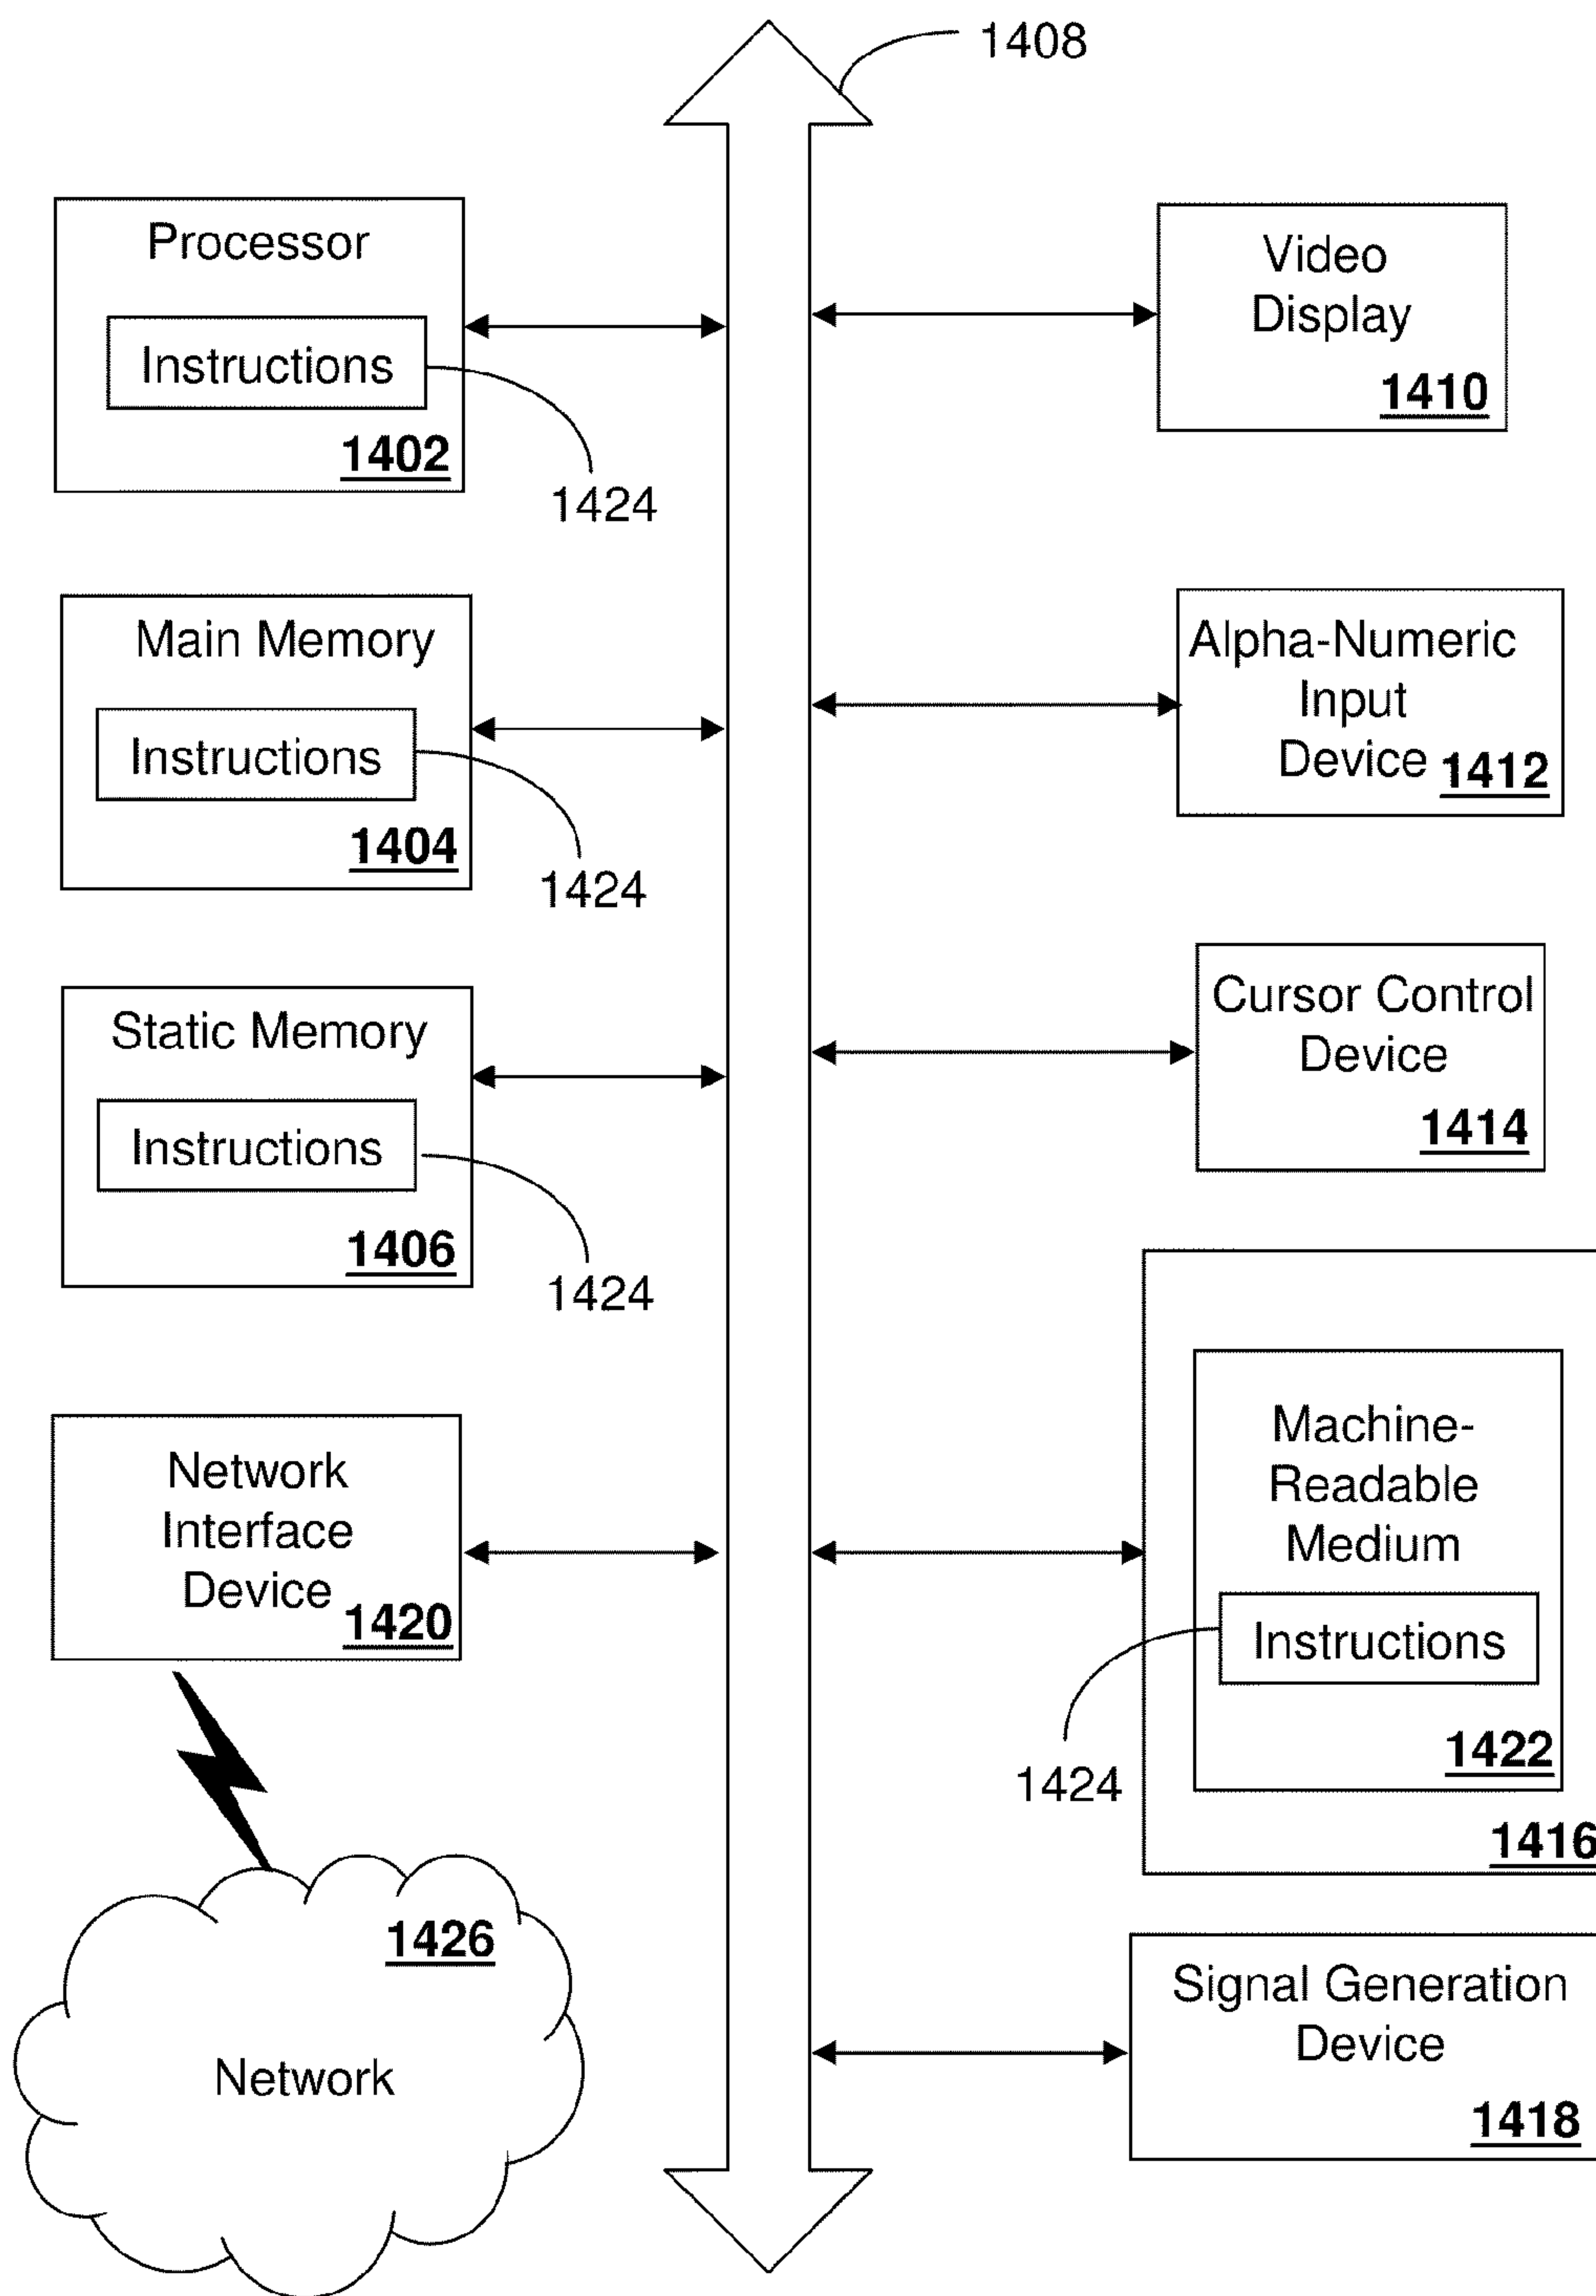 1408
Processor
Instructions
1402
1424
Main Memory
Instructions
1404
1424
Static Memory
Instructions
1406
1424
Network
Interface
Device
1420
1426
Network
Video
Display
1410
Alpha-Numeric
Input
Device 1412
Cursor Control
Device
1414
Machine-
Readable
Medium
Instructions
1422
1424
1416
Signal Generation
Device
1418